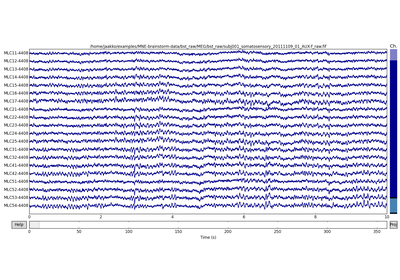 /home/jaakko/examples/MNE-brainstorm-data/bst_raw/MEG/bst_raw/subj001_somatosensory_20111109_01_AUX-f_raw.fif
Ch.
MLC11-4408
MLC12-4408
MLC13-4408
MLC14-4408
MLC15-4408
MLC16-4408
MLC17-4408
MLC21-4408
MLC22-4408
MLC23-4408
MLC24-4408
MLC25-4408
MLC31-4408
MLC32-4408
MLC41-4408
MLC42-4408
MLC51-4408
MLC52-4408
MLC53-4408
MLC54-4408
0 2 4 6 8 10
Help
Proj
0 50 100 150 200 250 300 350
Time (s)